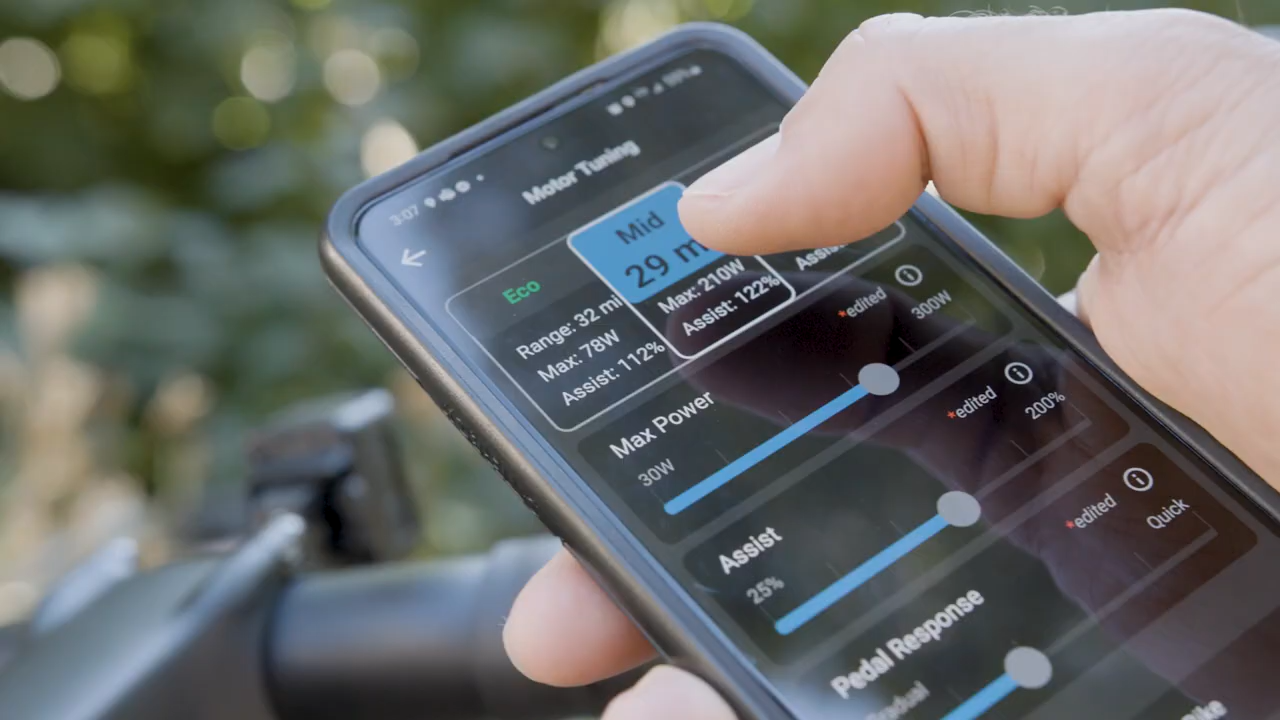 3:07
Motor Tuning
Eco
Range: 32 mi
Max: 78W
Assist: 112%
Mid
29 m
Max: 210W
Assist: 122%
Assis
Max Power
*edited
30W
300W
Assist
*edited
25%
200%
Pedal Response
*edited
Gradual
Quick